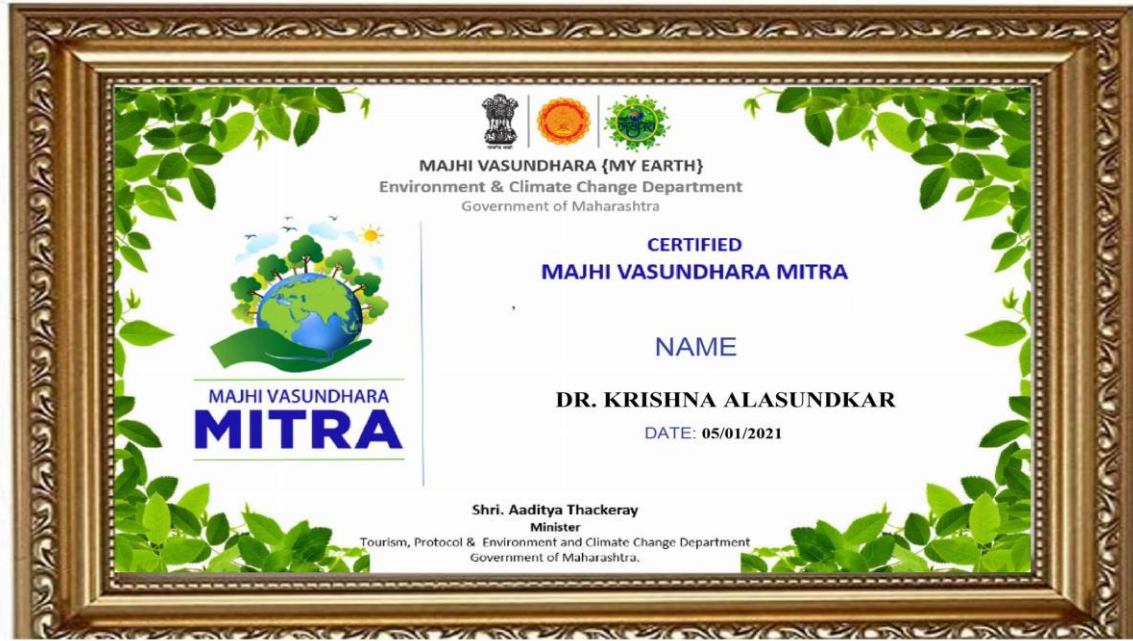 MAJHI VASUNDHARA {MY EARTH}
Environment & Climate Change Department
Government of Maharashtra
MAJHI VASUNDHARA
MITRA
CERTIFIED
MAJHI VASUNDHARA MITRA
NAME
DR. KRISHNA ALASUNDKAR
DATE: 05/01/2021
Shri. Aaditya Thackeray
Minister
Tourism, Protocol & Environment and Climate Change Department
Government of Maharashtra.